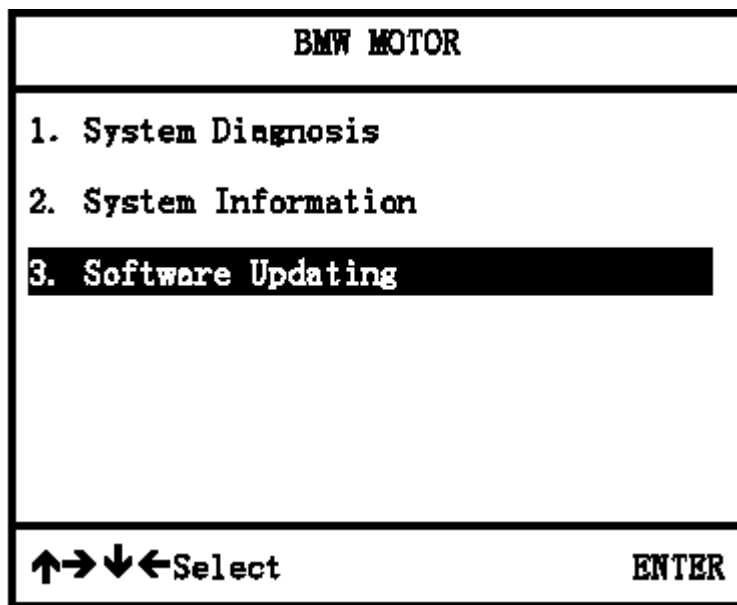 BMW MOTOR
1. System Diagnosis
2. System Information
3. Software Updating
↑→↓←Select ENTER